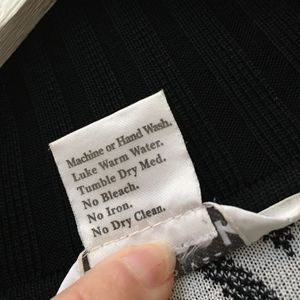 Machine or Hand Wash.
Luke Warm Water.
Tumble Dry Med.
No Bleach.
No Iron.
No Dry Clean.